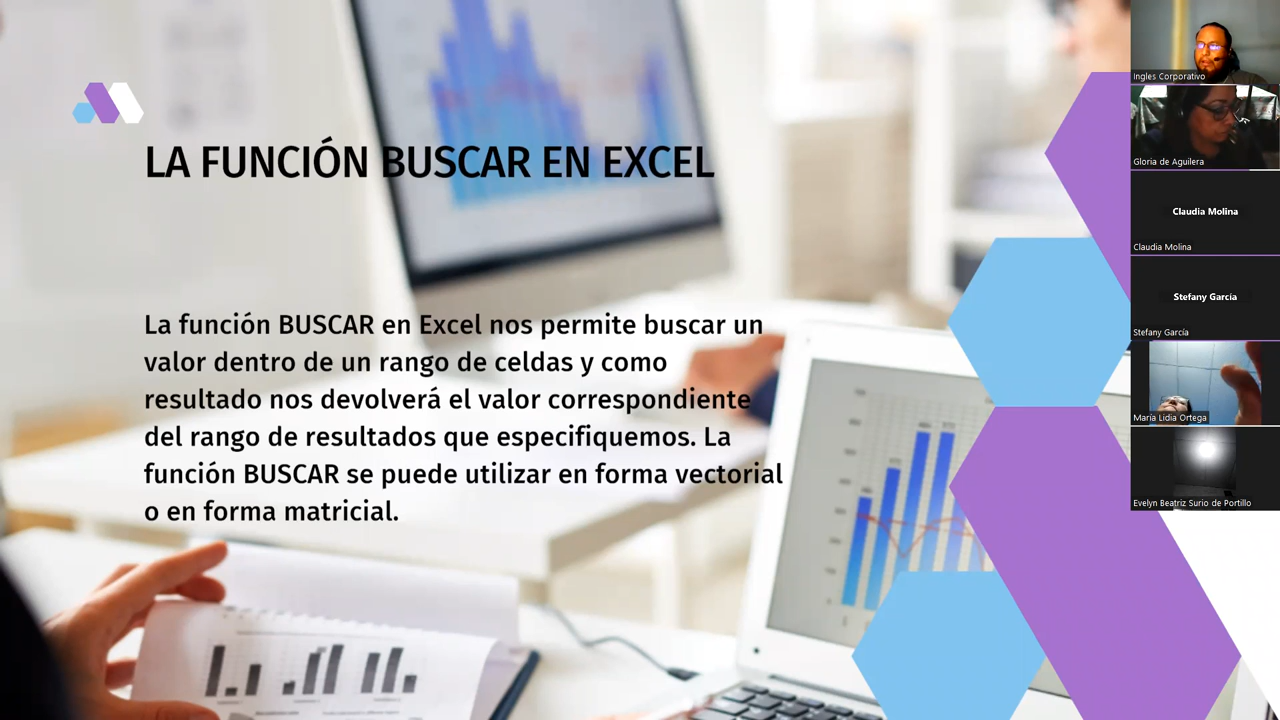 LA FUNCIÓN BUSCAR EN EXCEL
La función BUSCAR en Excel nos permite buscar un
valor dentro de un rango de celdas y como
resultado nos devolverá el valor correspondiente
del rango de resultados que especifiquemos. La
función BUSCAR se puede utilizar en forma vectorial
o en forma matricial.
Ingles Corporativo
Gloria de Aguilera
Claudia Molina
Claudia Molina
Stefany García
Stefany García
María Lidia Ortega
Evelyn Beatriz Surio de Portillo